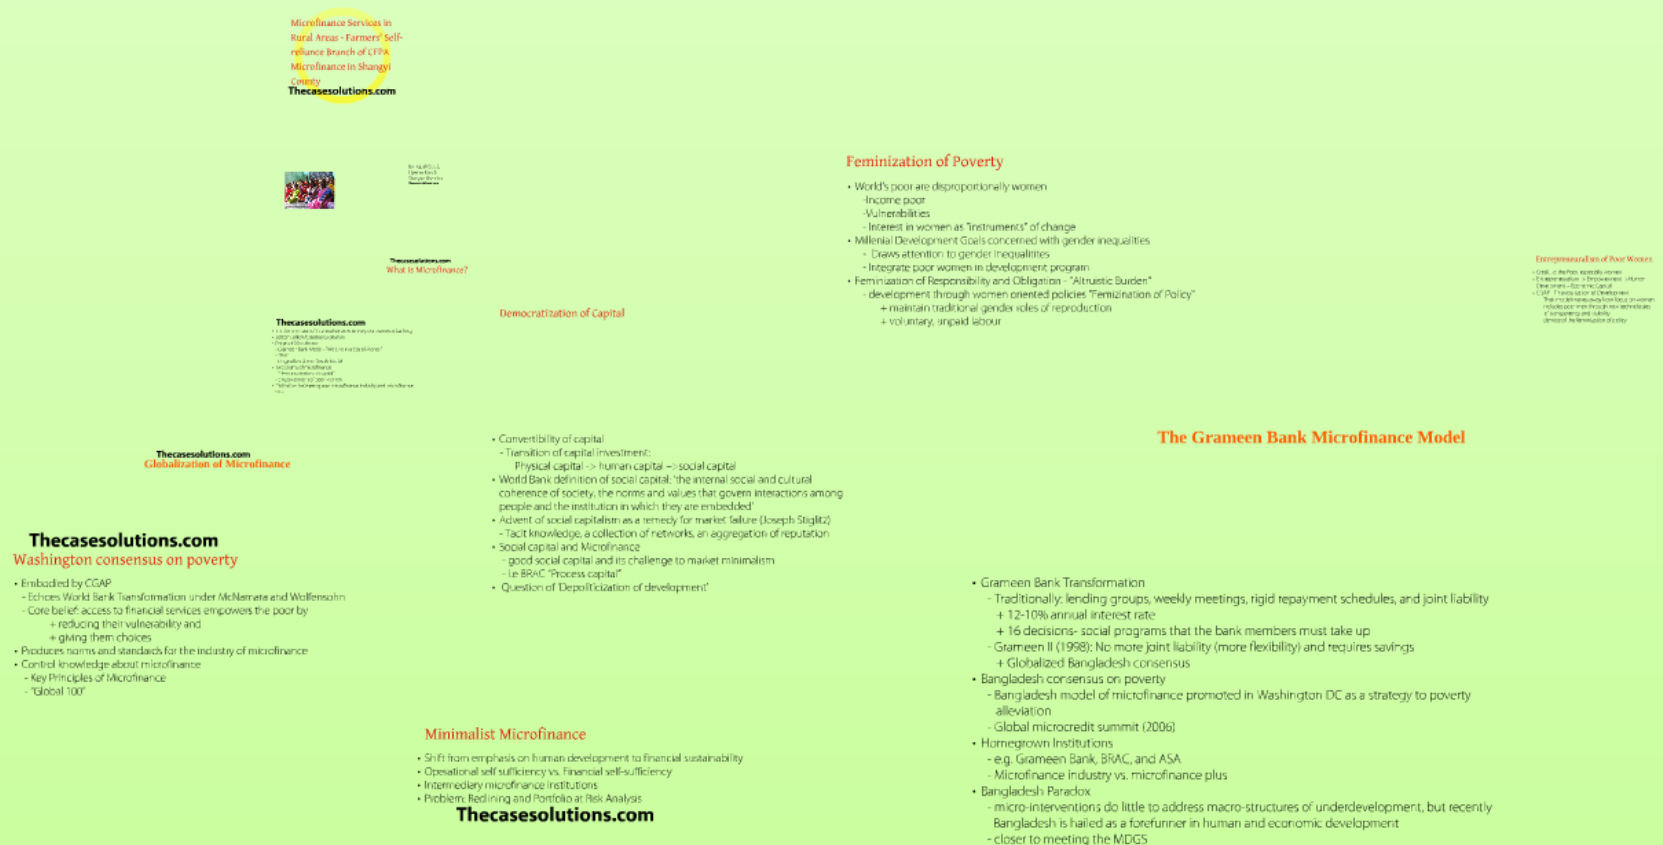 Microfinance Services in
Rural Areas - Farmers' Self-
reliance Branch of CFPA
Microfinance in Shangyi
County
Thecasesolutions.com
Thecasesolutions.com
What is Microfinance?
Thecasesolutions.com
Democratization of Capital
Feminization of Poverty
• World's poor are disproportionally women
-Income poor
-Vulnerabilities
- Interest in women as "instruments" of change
• Millenial Development Goals concerned with gender inequalities
- Draws attention to gender inequalitites
- Integrate poor women in development program
• Feminization of Responsibility and Obligation - "Altruistic Burden"
- development through women oriented policies "Femizination of Policy"
+ maintain traditional gender roles of reproduction
+ voluntary, unpaid labour
Entrepreneuralism of Poor Women
Thecasesolutions.com
Globalization of Microfinance
Thecasesolutions.com
Washington consensus on poverty
• Embodied by CGAP
- Echoes World Bank Transformation under McNamara and Wolfensohn
- Core belief: access to financial services empowers the poor by
+ reducing their vulnerability and
+ giving them choices
• Produces norms and standards for the industry of microfinance
• Control knowledge about microfinance
- Key Principles of Microfinance
- "Global 100"
• Convertibility of capital
- Transition of capital investment:
Physical capital -> human capital ->social capital
• World Bank definition of social capital: 'the internal social and cultural
coherence of society, the norms and values that govern interactions among
people and the institution in which they are embedded'
• Advent of social capitalism as a remedy for market failure (Joseph Stiglitz)
- Tacit knowledge, a collection of networks, an aggregation of reputation
• Social capital and Microfinance
- good social capital and its challenge to market minimalism
- i.e BRAC "Process capital"
• Question of 'Depoliticization of development'
Minimalist Microfinance
• Shift from emphasis on human development to financial sustainability
• Operational self sufficiency vs. Financial self-sufficiency
• Intermediary microfinance institutions
• Problem: Redlining and Portfolio at Risk Analysis
Thecasesolutions.com
The Grameen Bank Microfinance Model
• Grameen Bank Transformation
- Traditionally: lending groups, weekly meetings, rigid repayment schedules, and joint liability
+ 12-10% annual interest rate
+ 16 decisions- social programs that the bank members must take up
- Grameen II (1998): No more joint liability (more flexibility) and requires savings
+ Globalized Bangladesh consensus
• Bangladesh consensus on poverty
- Bangladesh model of microfinance promoted in Washington DC as a strategy to poverty
alleviation
- Global microcredit summit (2006)
• Homegrown Institutions
- e.g. Grameen Bank, BRAC, and ASA
- Microfinance industry vs. microfinance plus
• Bangladesh Paradox
- micro-interventions do little to address macro-structures of underdevelopment, but recently
Bangladesh is hailed as a forefunner in human and economic development
- closer to meeting the MDGS